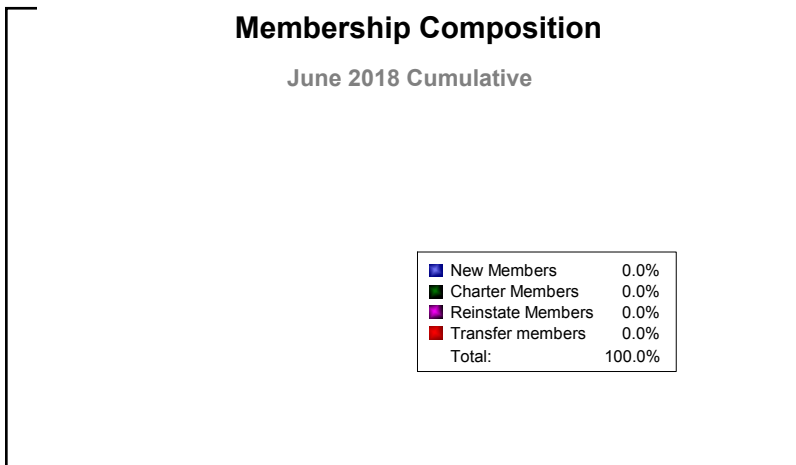 Membership Composition
June 2018 Cumulative
New Members 0.0%
Charter Members 0.0%
Reinstate Members 0.0%
Transfer members 0.0%
Total: 100.0%